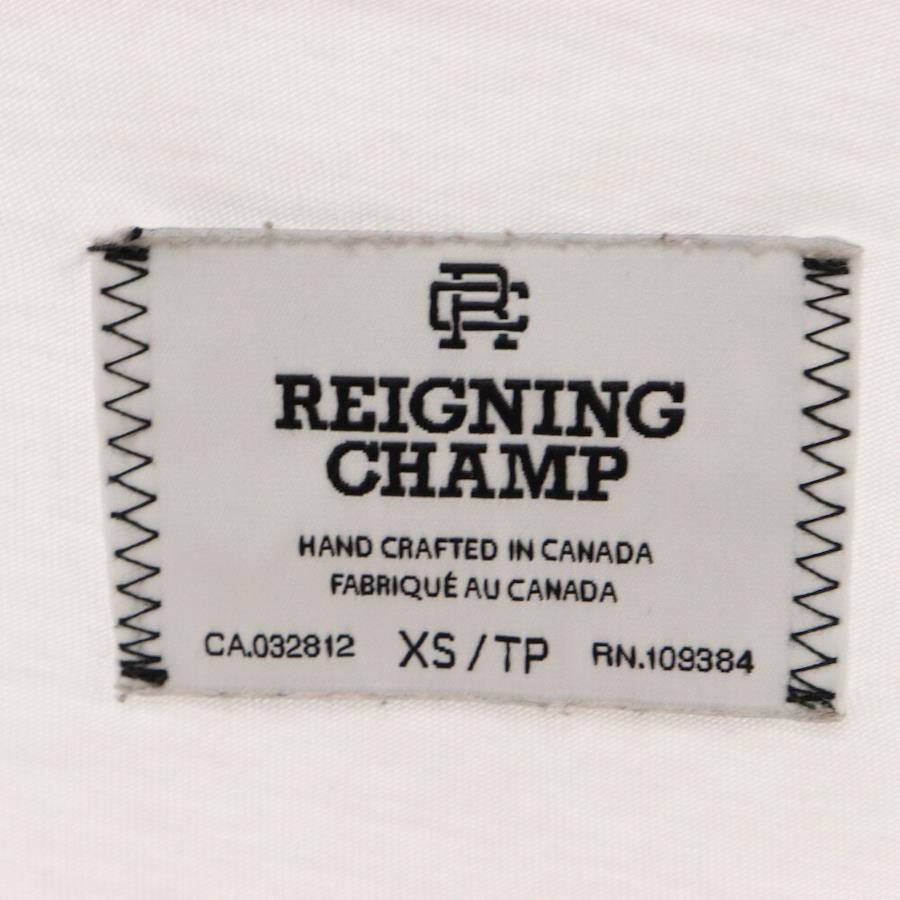 RC
REIGNING
CHAMP
HAND CRAFTED IN CANADA
FABRIQUÉ AU CANADA
CA.032812 XS / TP RN.109384